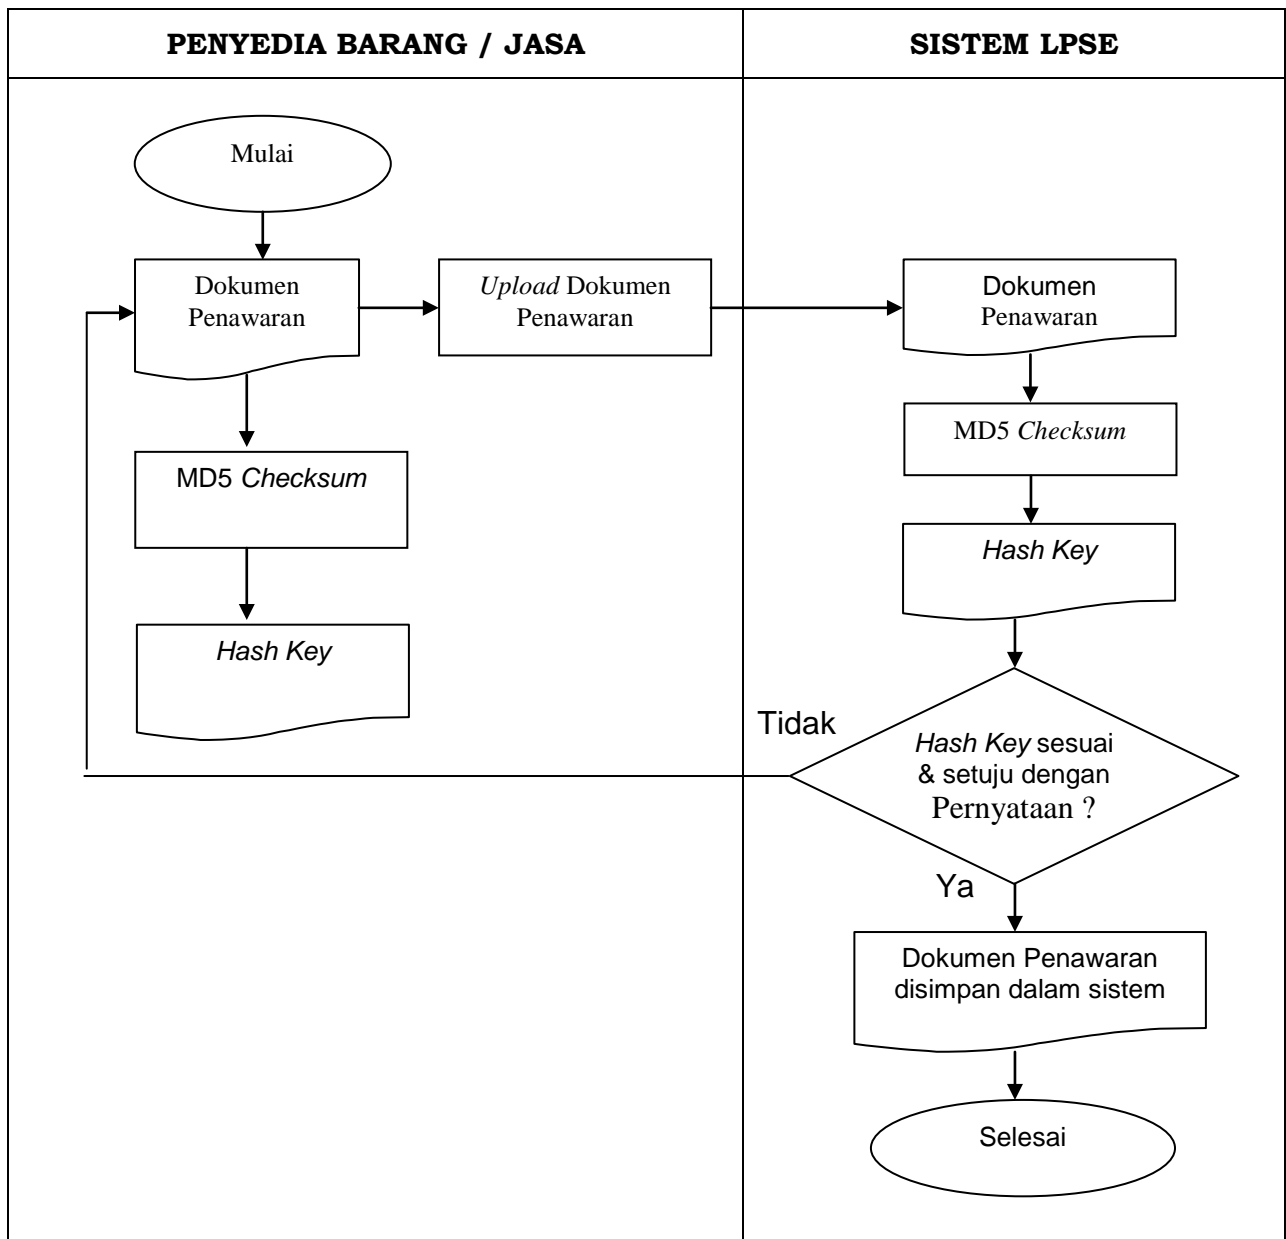 PENYEDIA BARANG / JASA
SISTEM LPSE
Mulai
Dokumen
Penawaran
Upload Dokumen
Penawaran
MD5 Checksum
Hash Key
Dokumen
Penawaran
MD5 Checksum
Hash Key
Tidak
Hash Key sesuai
& setuju dengan
Pernyataan ?
Ya
Dokumen Penawaran
disimpan dalam sistem
Selesai